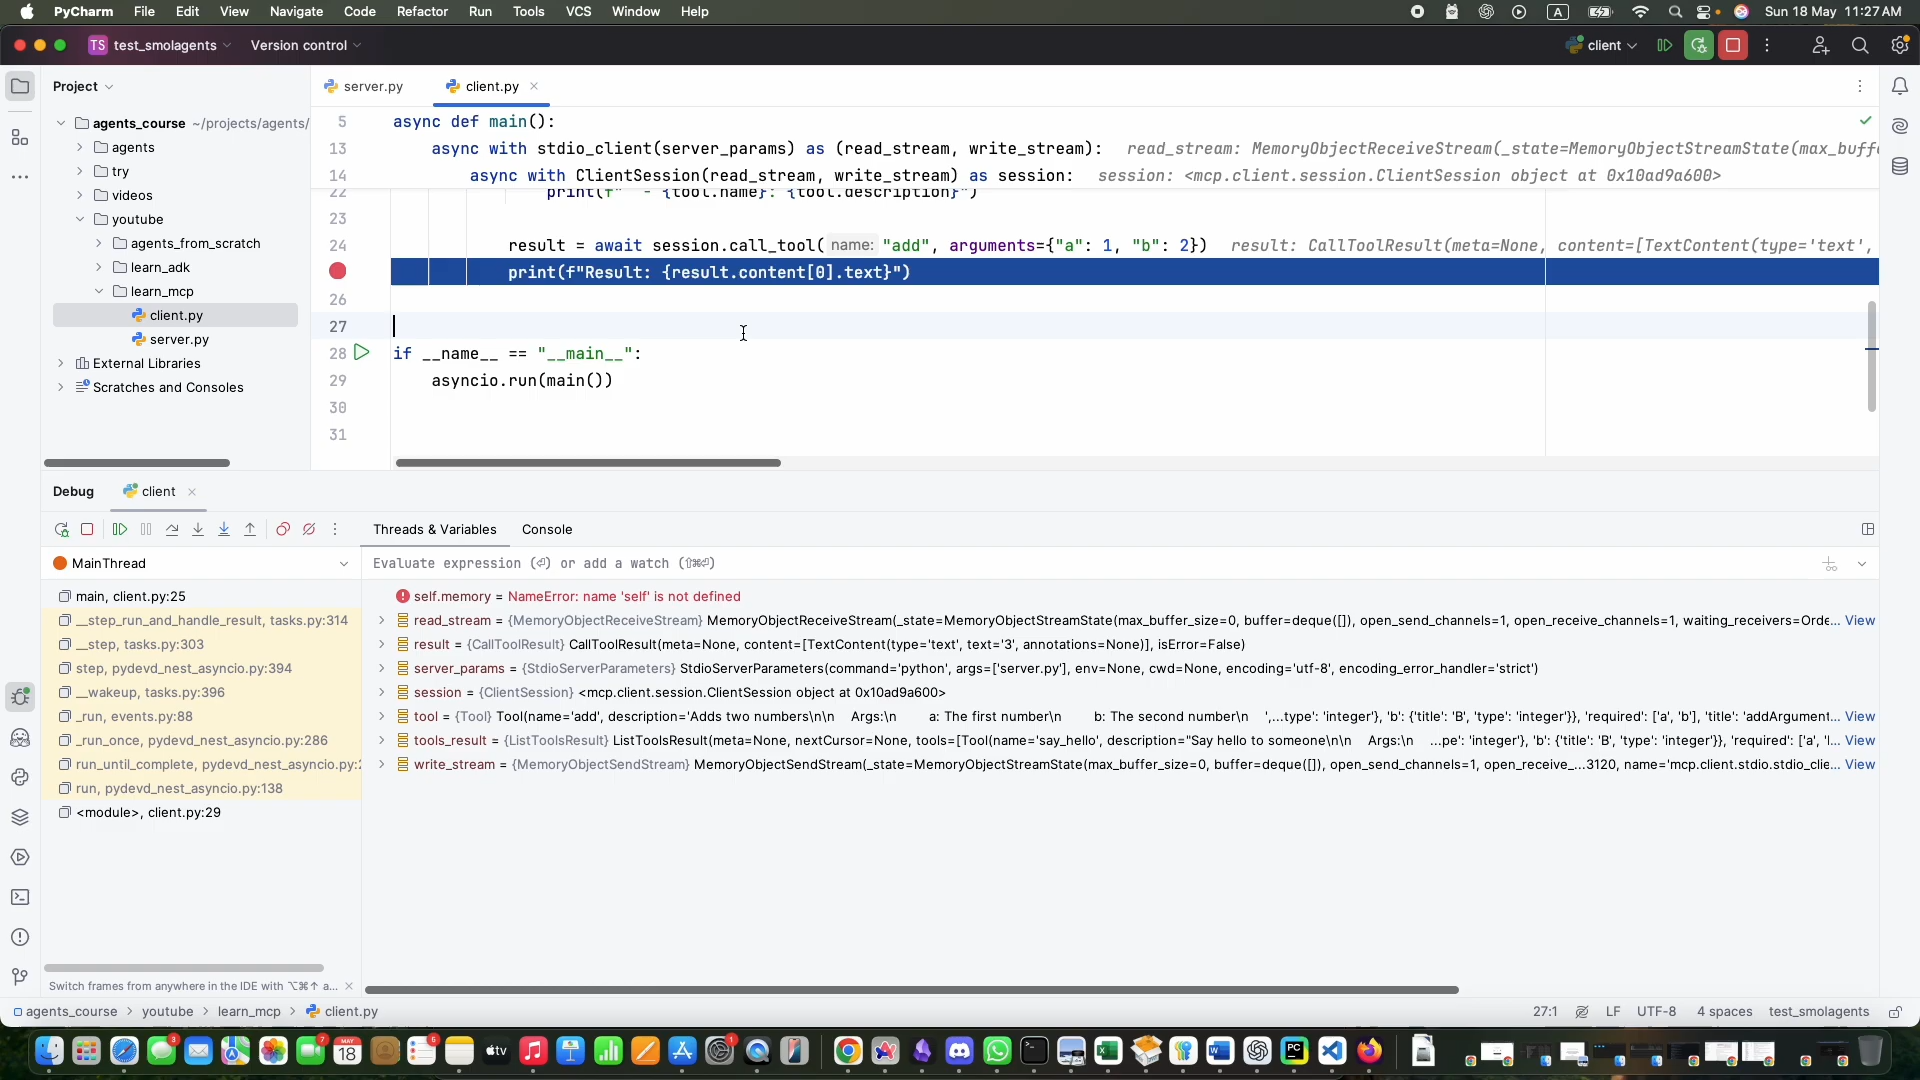 PyCharm File Edit View Navigate Code Refactor Run Tools VCS Window Help A Sun 18 May 11:27 AM
TS test_smolagents Version control client
Project server.py client.py
agents_course ~/projects/agents/
agents
try
videos
youtube
agents_from_scratch
learn_adk
learn_mcp
client.py
server.py
External Libraries
Scratches and Consoles
5 async def main():
13 async with stdio_client(server_params) as (read_stream, write_stream): read_stream: MemoryObjectReceiveStream(_state=MemoryObjectStreamState(max_buffe
14 async with ClientSession(read_stream, write_stream) as session: session: <mcp.client.session.ClientSession object at 0x10ad9a600>
22 print(f" - {tool.name}: {tool.description}")
23
24 result = await session.call_tool( name: "add", arguments={"a": 1, "b": 2}) result: CallToolResult(meta=None, content=[TextContent(type='text',
print(f"Result: {result.content[0].text}")
26
27
28 if __name__ == "__main__":
29 asyncio.run(main())
30
31
Debug client
Threads & Variables Console
MainThread
Evaluate expression (⏎) or add a watch (⇧⌘⏎)
main, client.py:25
__step_run_and_handle_result, tasks.py:314
__step, tasks.py:303
step, pydevd_nest_asyncio.py:394
__wakeup, tasks.py:396
_run, events.py:88
_run_once, pydevd_nest_asyncio.py:286
run_until_complete, pydevd_nest_asyncio.py:
run, pydevd_nest_asyncio.py:138
<module>, client.py:29
self.memory = NameError: name 'self' is not defined
read_stream = {MemoryObjectReceiveStream} MemoryObjectReceiveStream(_state=MemoryObjectStreamState(max_buffer_size=0, buffer=deque([]), open_send_channels=1, open_receive_channels=1, waiting_receivers=Orde... View
result = {CallToolResult} CallToolResult(meta=None, content=[TextContent(type='text', text='3', annotations=None)], isError=False)
server_params = {StdioServerParameters} StdioServerParameters(command='python', args=['server.py'], env=None, cwd=None, encoding='utf-8', encoding_error_handler='strict')
session = {ClientSession} <mcp.client.session.ClientSession object at 0x10ad9a600>
tool = {Tool} Tool(name='add', description='Adds two numbers\n\n Args:\n a: The first number\n b: The second number\n ',...type': 'integer'}, 'b': {'title': 'B', 'type': 'integer'}}, 'required': ['a', 'b'], 'title': 'addArgument... View
tools_result = {ListToolsResult} ListToolsResult(meta=None, nextCursor=None, tools=[Tool(name='say_hello', description="Say hello to someone\n\n Args:\n ...pe': 'integer'}, 'b': {'title': 'B', 'type': 'integer'}}, 'required': ['a', '... View
write_stream = {MemoryObjectSendStream} MemoryObjectSendStream(_state=MemoryObjectStreamState(max_buffer_size=0, buffer=deque([]), open_send_channels=1, open_receive_...3120, name='mcp.client.stdio.stdio_clie... View
Switch frames from anywhere in the IDE with ⌥⌘↑ a...
agents_course > youtube > learn_mcp > client.py 27:1 LF UTF-8 4 spaces test_smolagents
3 7 MAY 18 6 tv 1 PC